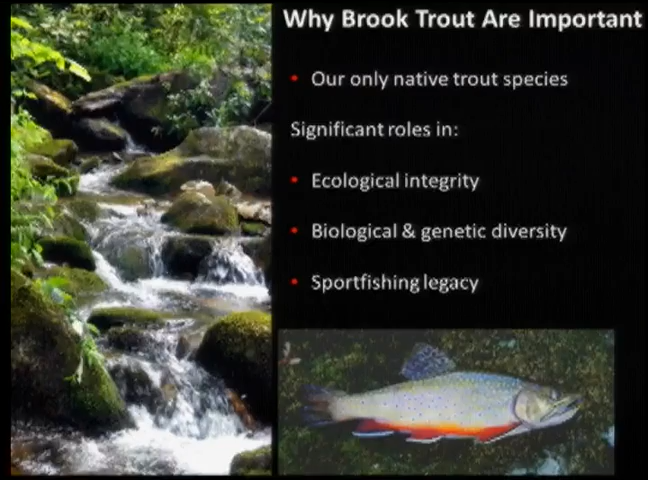 Why Brook Trout Are Important
• Our only native trout species
Significant roles in:
• Ecological integrity
• Biological & genetic diversity
• Sportfishing legacy